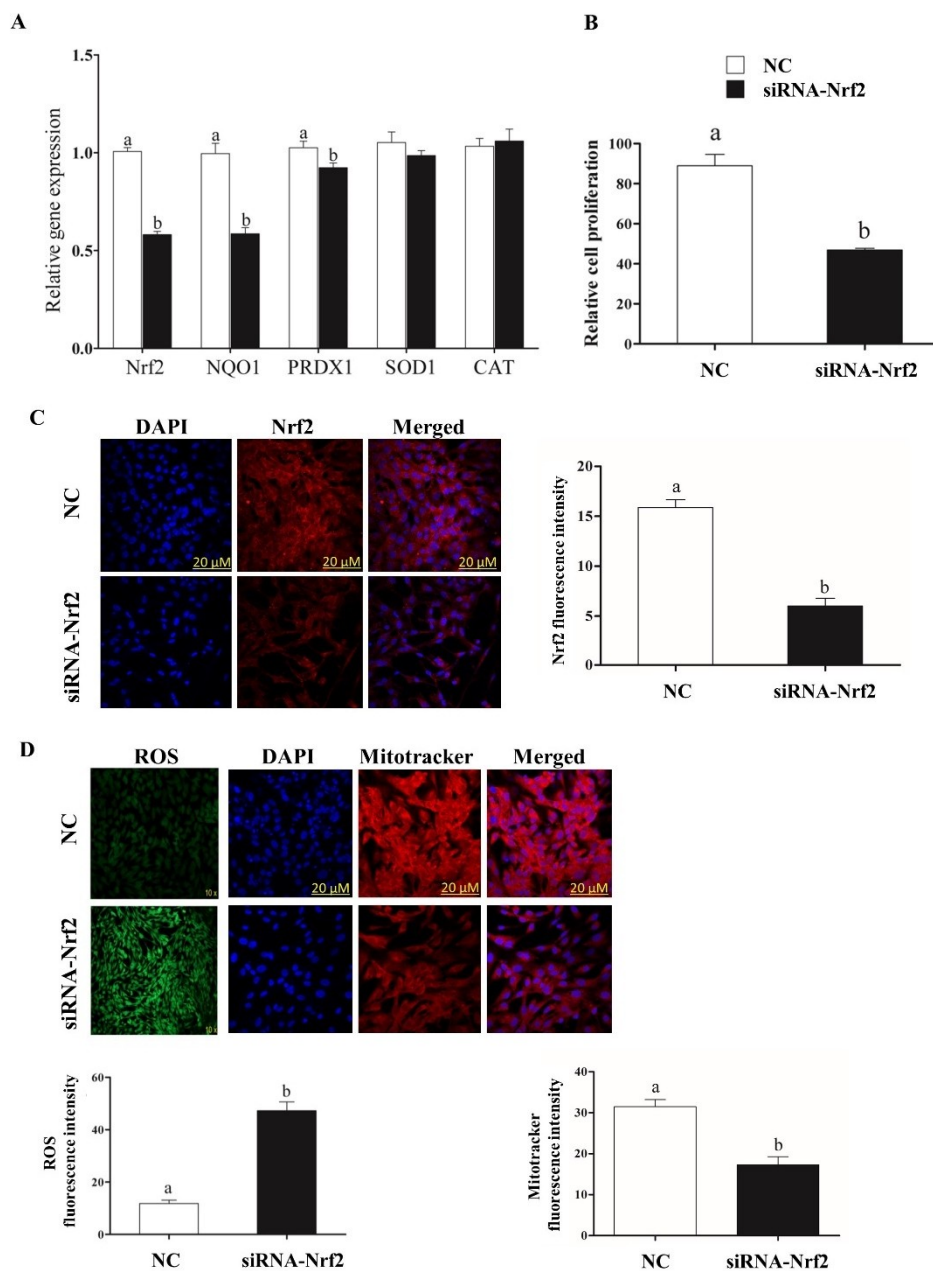 A
B
1.5
1.0
0.5
0.0
Relative gene expression
a
b
a
b
a
b
Nrf2
NQO1
PRDX1
SOD1
CAT
NC
siRNA-Nrf2
100
80
60
40
20
0
Relative cell proliferation
a
b
NC
siRNA-Nrf2
C
DAPI
Nrf2
Merged
NC
20 µM
20 µM
20 µM
siRNA-Nrf2
20
15
10
5
0
Nrf2 fluorescence intensity
a
b
NC
siRNA-Nrf2
D
ROS
DAPI
Mitotracker
Merged
NC
10 x
20 µM
20 µM
20 µM
siRNA-Nrf2
10 x
60
40
20
0
ROS
fluorescence intensity
a
b
NC
siRNA-Nrf2
40
30
20
10
0
Mitotracker
fluorescence intensity
a
b
NC
siRNA-Nrf2